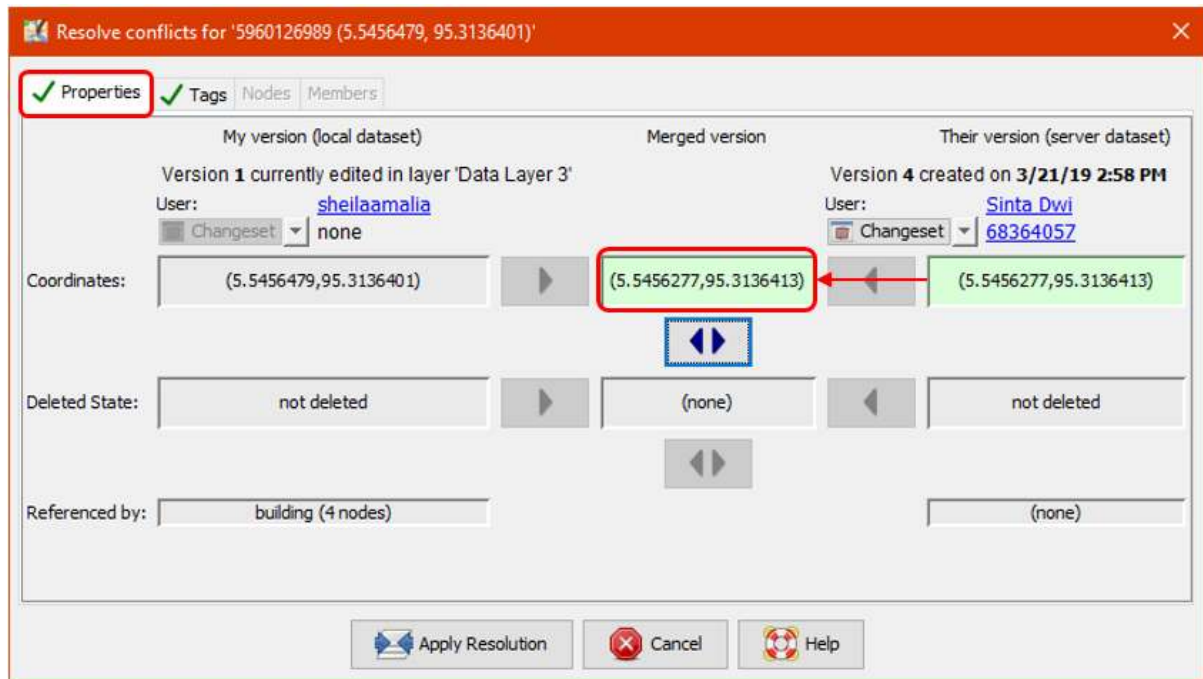 Resolve conflicts for '5960126989 (5.5456479, 95.3136401)'
Properties Tags Nodes Members
My version (local dataset) Merged version Their version (server dataset)
Version 1 currently edited in layer 'Data Layer 3' Version 4 created on 3/21/19 2:58 PM
User: sheilaamalia User: Sinta Dwi
Changeset none Changeset 68364057
Coordinates: (5.5456479,95.3136401) (5.5456277,95.3136413) (5.5456277,95.3136413)
Deleted State: not deleted (none) not deleted
Referenced by: building (4 nodes) (none)
Apply Resolution Cancel Help